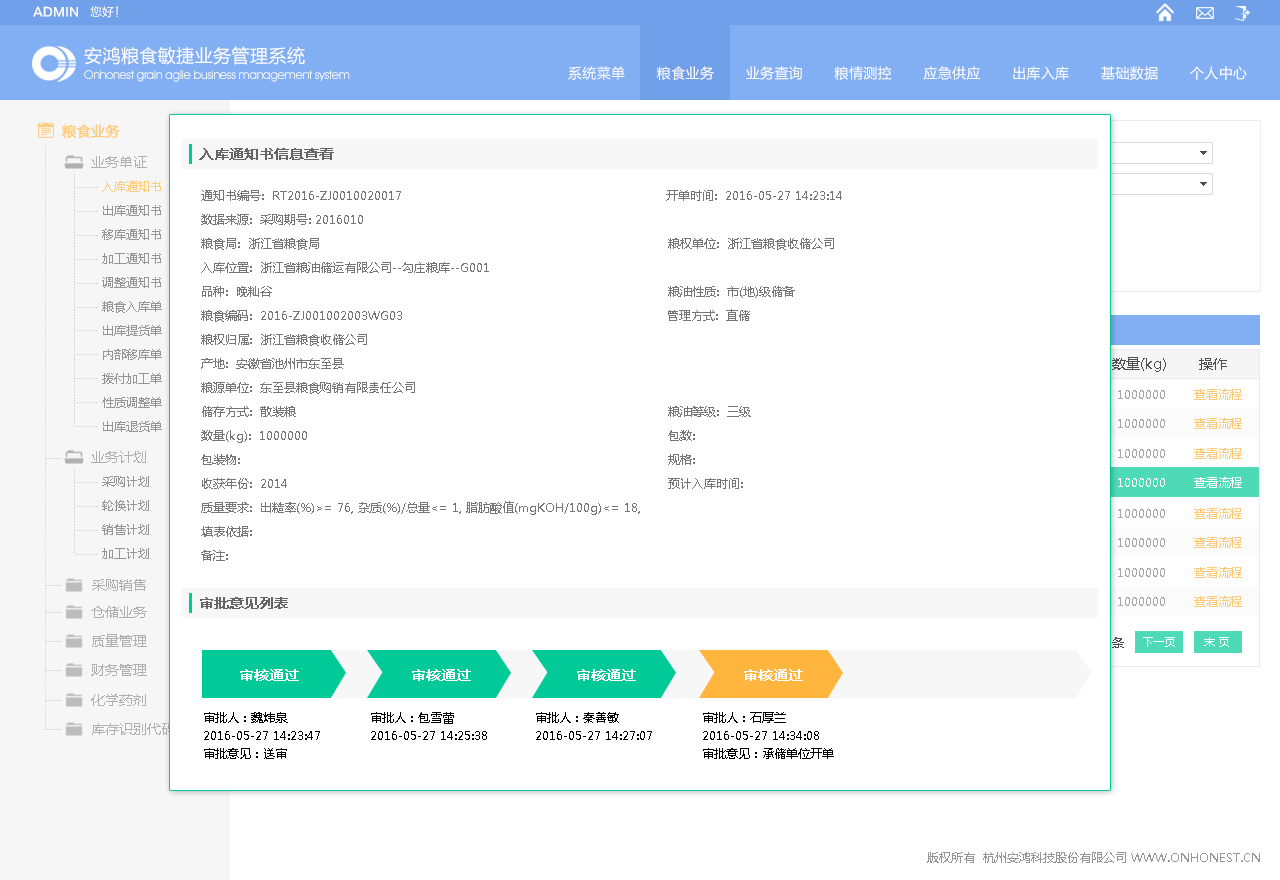 ADMIN 您好!
安鸿粮食敏捷业务管理系统
Onhonest grain agile business management system
系统菜单 粮食业务 业务查询 粮情测控 应急供应 出库入库 基础数据 个人中心
粮食业务
业务单证
入库通知书
出库通知书
移库通知书
加工通知书
调整通知书
粮食入库单
出库提货单
内部移库单
拨付加工单
性质调整单
出库退货单
业务计划
采购计划
轮换计划
销售计划
加工计划
采购销售
仓储业务
质量管理
财务管理
化学药剂
库存识别代码
入库通知书信息查看
通知书编号: RT2016-ZJ0010020017 开单时间: 2016-05-27 14:23:14
数据来源: 采购期号: 2016010
粮食局: 浙江省粮食局 粮权单位: 浙江省粮食收储公司
入库位置: 浙江省粮油储运有限公司--勾庄粮库--G001
品种: 晚籼谷 粮油性质: 市(地)级储备
粮食编码: 2016-ZJ001002003WG03 管理方式: 直储
粮权归属: 浙江省粮食收储公司
产地: 安徽省池州市东至县
粮源单位: 东至县粮食购销有限责任公司
储存方式: 散装粮 粮油等级: 三级
数量(kg): 1000000 包数:
包装物: 规格:
收获年份: 2014 预计入库时间:
质量要求: 出糙率(%)>= 76, 杂质(%)/总量<= 1, 脂肪酸值(mgKOH/100g)<= 18,
填表依据:
备注:
审批意见列表
审核通过 审核通过 审核通过 审核通过
审批人：魏炜泉 审批人：包雪蕾 审批人：秦善敏 审批人：石厚兰
2016-05-27 14:23:47 2016-05-27 14:25:38 2016-05-27 14:27:07 2016-05-27 14:34:08
审批意见：送审 审批意见：承储单位开单
数量(kg) 操作
1000000 查看流程
1000000 查看流程
1000000 查看流程
1000000 查看流程
1000000 查看流程
1000000 查看流程
1000000 查看流程
1000000 查看流程
条 下一页 末 页
版权所有 杭州安鸿科技股份有限公司 WWW.ONHONEST.CN